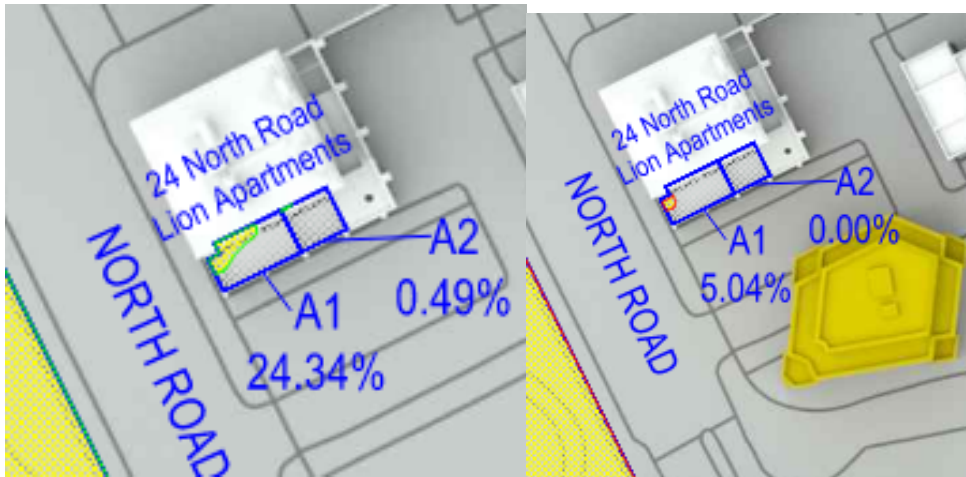 24 North Road
Lion Apartments
NORTH ROAD
A1
24.34%
A2
0.49%
24 North Road
Lion Apartments
NORTH ROAD
A1
5.04%
A2
0.00%